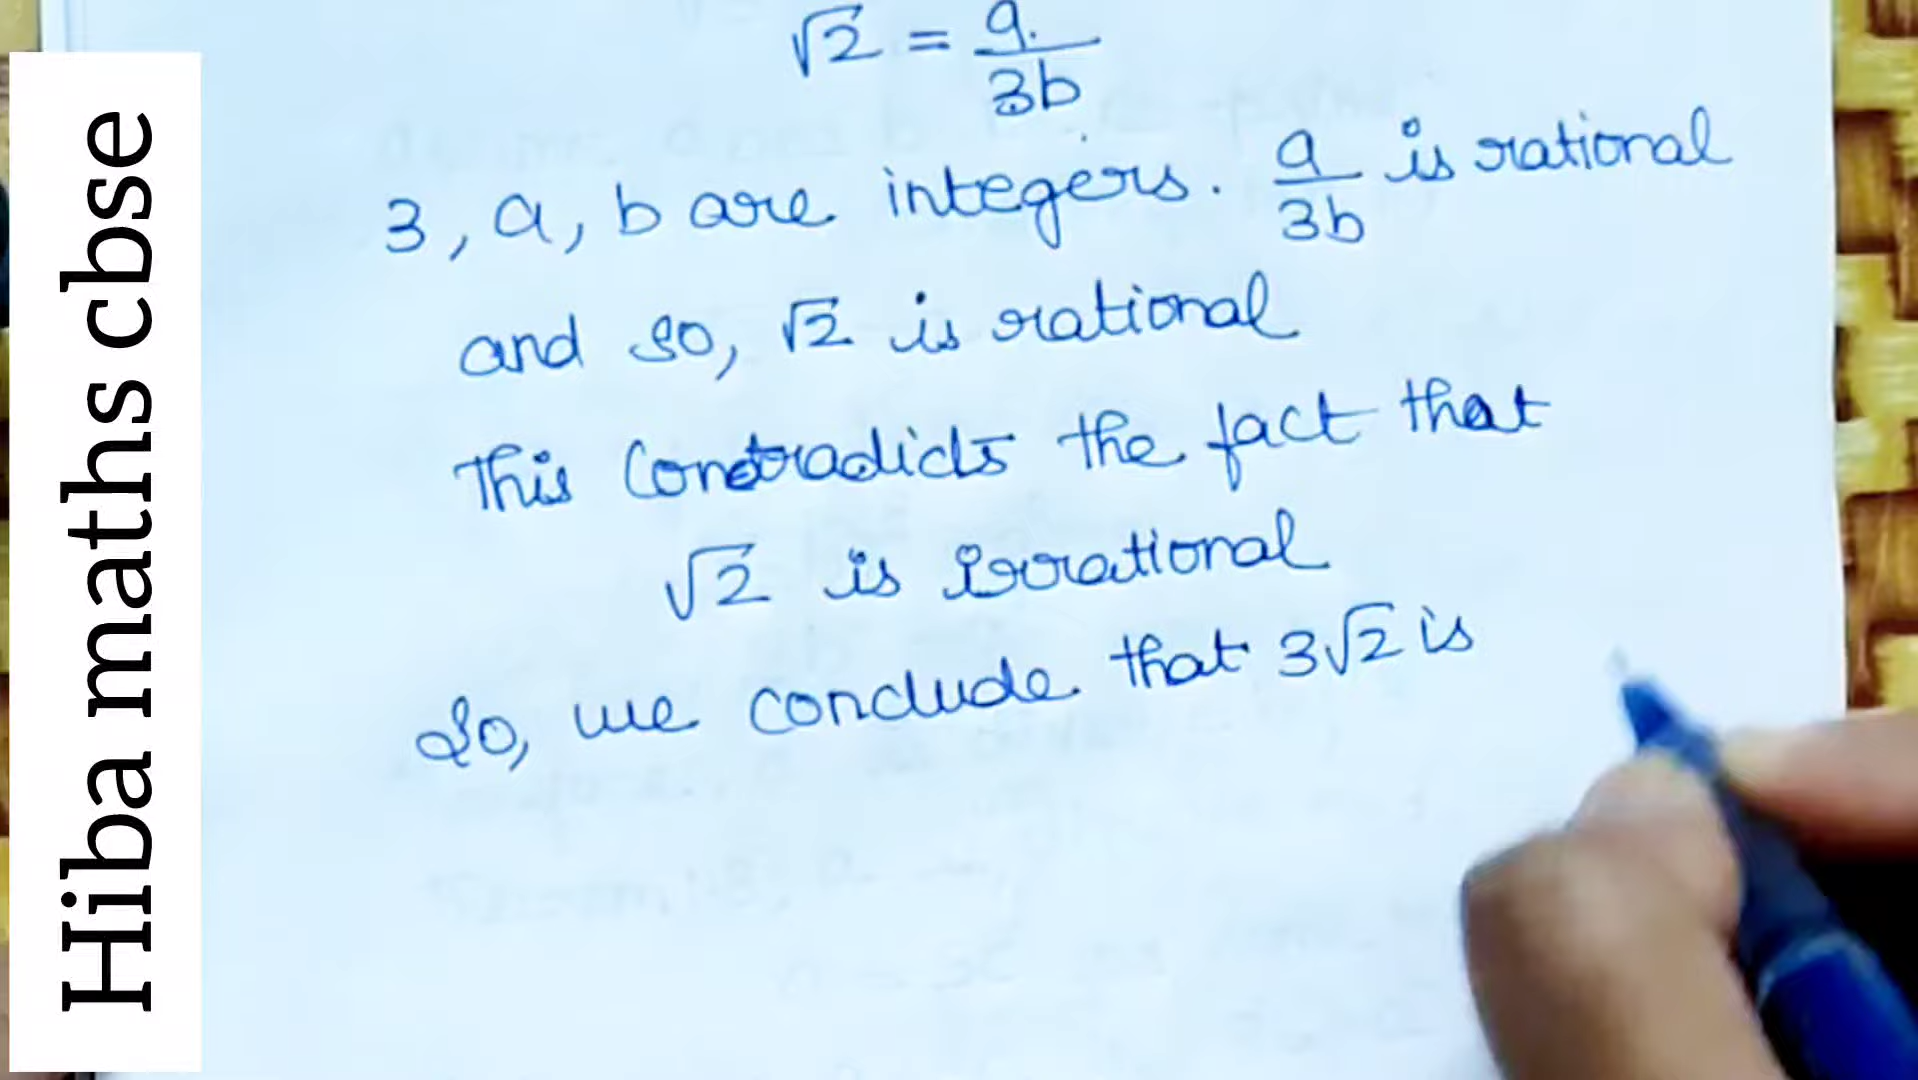 Hiba maths cbse
√2 = a/3b
3, a, b are integers. a/3b is rational
and so, √2 is rational
This contradicts the fact that
√2 is irrational
So, we conclude that 3√2 is